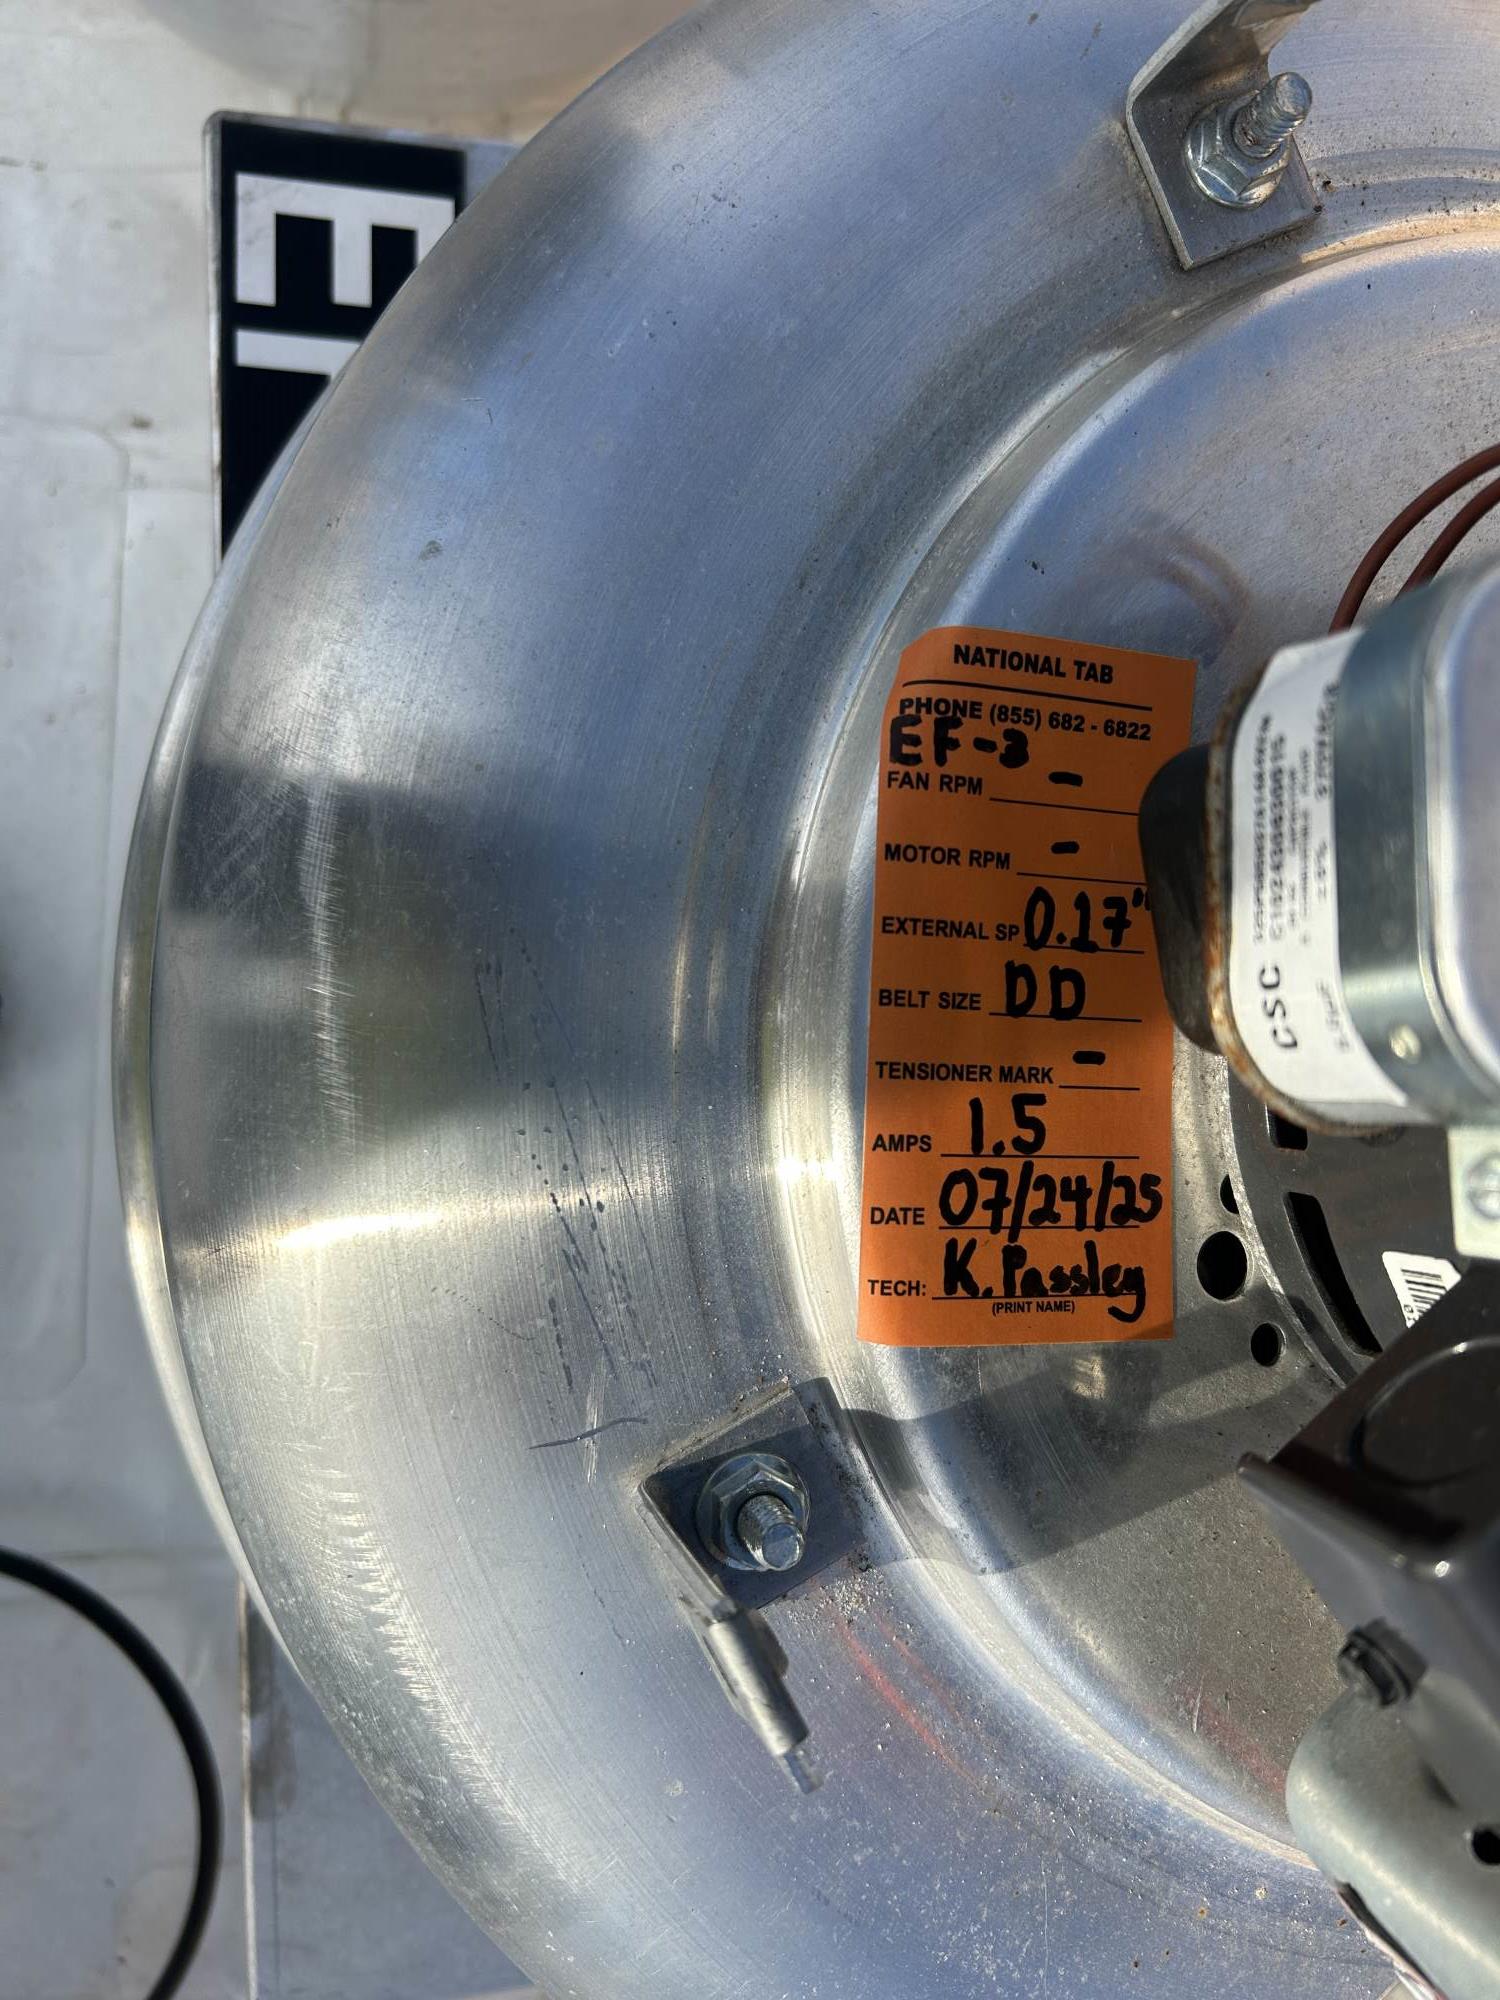 NATIONAL TAB
PHONE (855) 682 - 6822
EF-3
FAN RPM -
MOTOR RPM -
EXTERNAL SP 0.17"
BELT SIZE DD
TENSIONER MARK -
AMPS 1.5
DATE 07/24/25
TECH: K. Passley
(PRINT NAME)
CSC